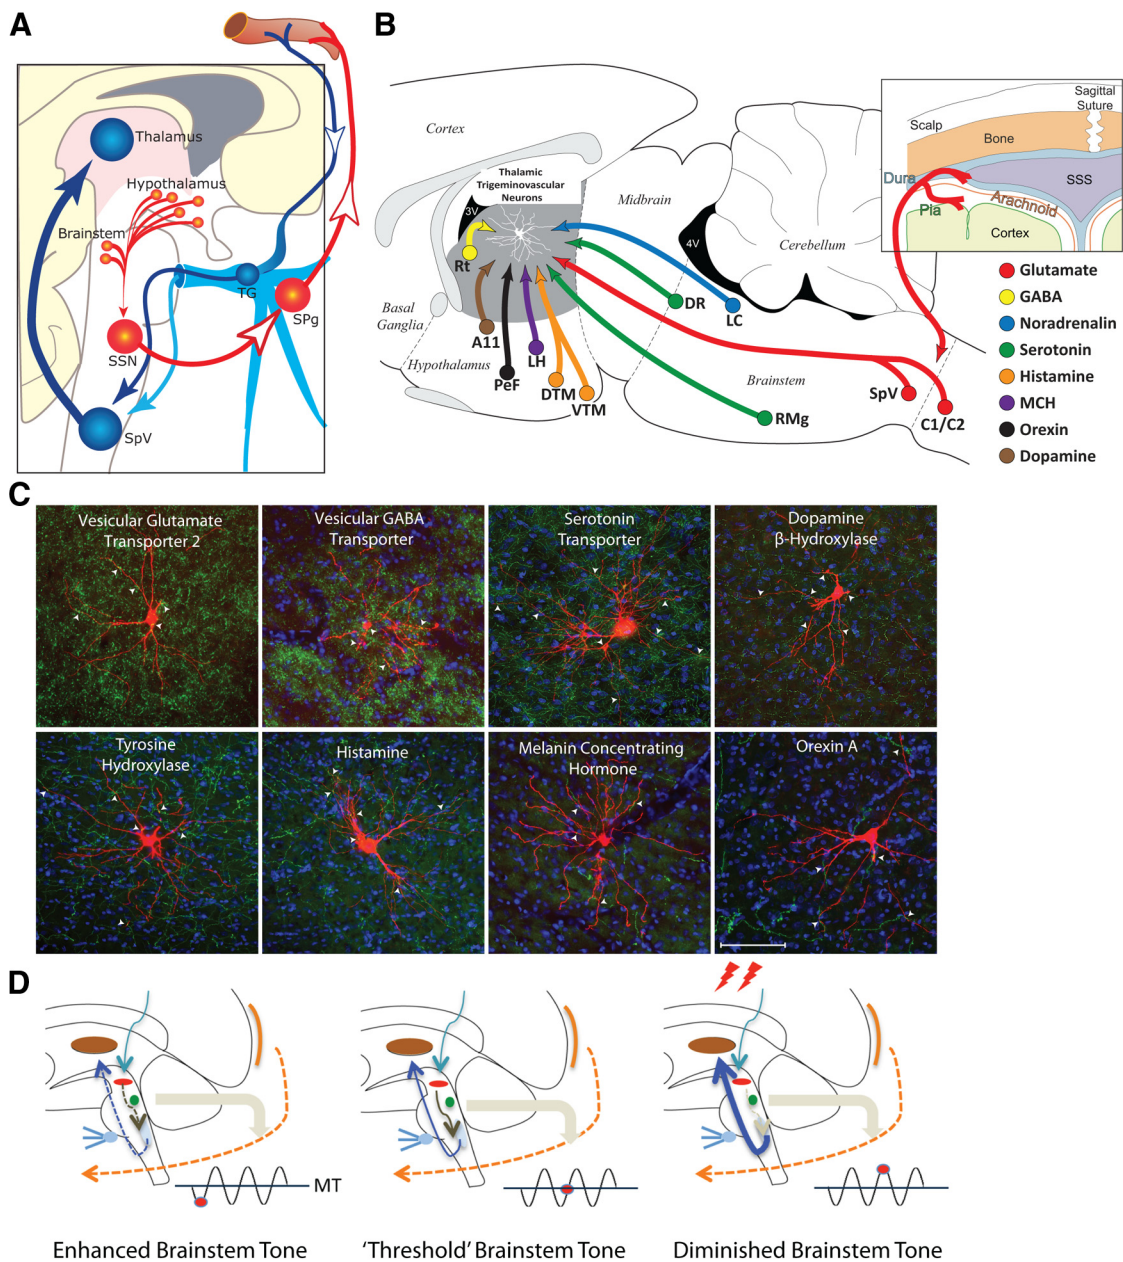 A
B
Thalamus
Hypothalamus
Brainstem
TG
SPg
SSN
SpV
Cortex
Thalamic
Trigeminovascular
Neurons
3V
Rt
Midbrain
4V
Cerebellum
Basal
Ganglia
Hypothalamus
A11
PeF
LH
DTM
VTM
DR
LC
Brainstem
RMg
SpV
C1/C2
Sagittal
Suture
Scalp
Bone
Dura
SSS
Arachnoid
Pia
Cortex
Glutamate
GABA
Noradrenalin
Serotonin
Histamine
MCH
Orexin
Dopamine
C
Vesicular Glutamate
Transporter 2
Vesicular GABA
Transporter
Serotonin
Transporter
Dopamine
β-Hydroxylase
Tyrosine
Hydroxylase
Histamine
Melanin Concentrating
Hormone
Orexin A
D
MT
Enhanced Brainstem Tone
‘Threshold’ Brainstem Tone
Diminished Brainstem Tone